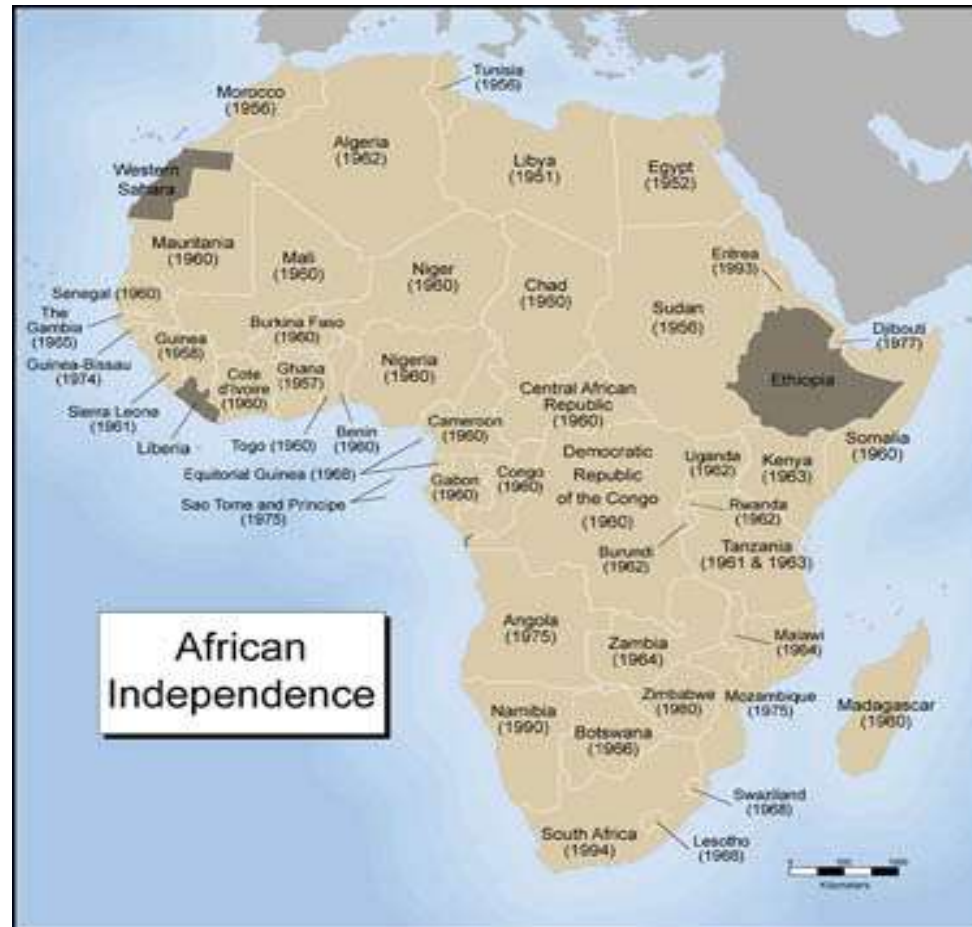 Tunisia
(1956)
Morocco
(1956)
Algeria
(1962)
Libya
(1951)
Egypt
(1952)
Western
Sahara
Mauritania
(1960)
Mali
(1960)
Niger
(1960)
Chad
(1960)
Sudan
(1956)
Eritrea
(1993)
Djibouti
(1977)
Senegal (1960)
The
Gambia
(1965)
Guinea-Bissau
(1974)
Guinea
(1958)
Sierra Leone
(1961)
Liberia
Burkina Faso
(1960)
Cote
d'Ivoire
(1960)
Ghana
(1957)
Togo (1960)
Benin
(1960)
Nigeria
(1960)
Cameroon
(1960)
Central African
Republic
(1960)
Ethiopia
Somalia
(1960)
Equitorial Guinea (1968)
Sao Tome and Principe
(1975)
Gabon
(1960)
Congo
(1960)
Democratic
Republic
of the Congo
(1960)
Uganda
(1962)
Kenya
(1963)
Rwanda
(1962)
Burundi
(1962)
Tanzania
(1961 & 1963)
Angola
(1975)
Zambia
(1964)
Malawi
(1964)
Zimbabwe
(1980)
Mozambique
(1975)
Madagascar
(1960)
Namibia
(1990)
Botswana
(1966)
Swaziland
(1968)
South Africa
(1994)
Lesotho
(1966)
African
Independence
0 500 1000
Kilometers